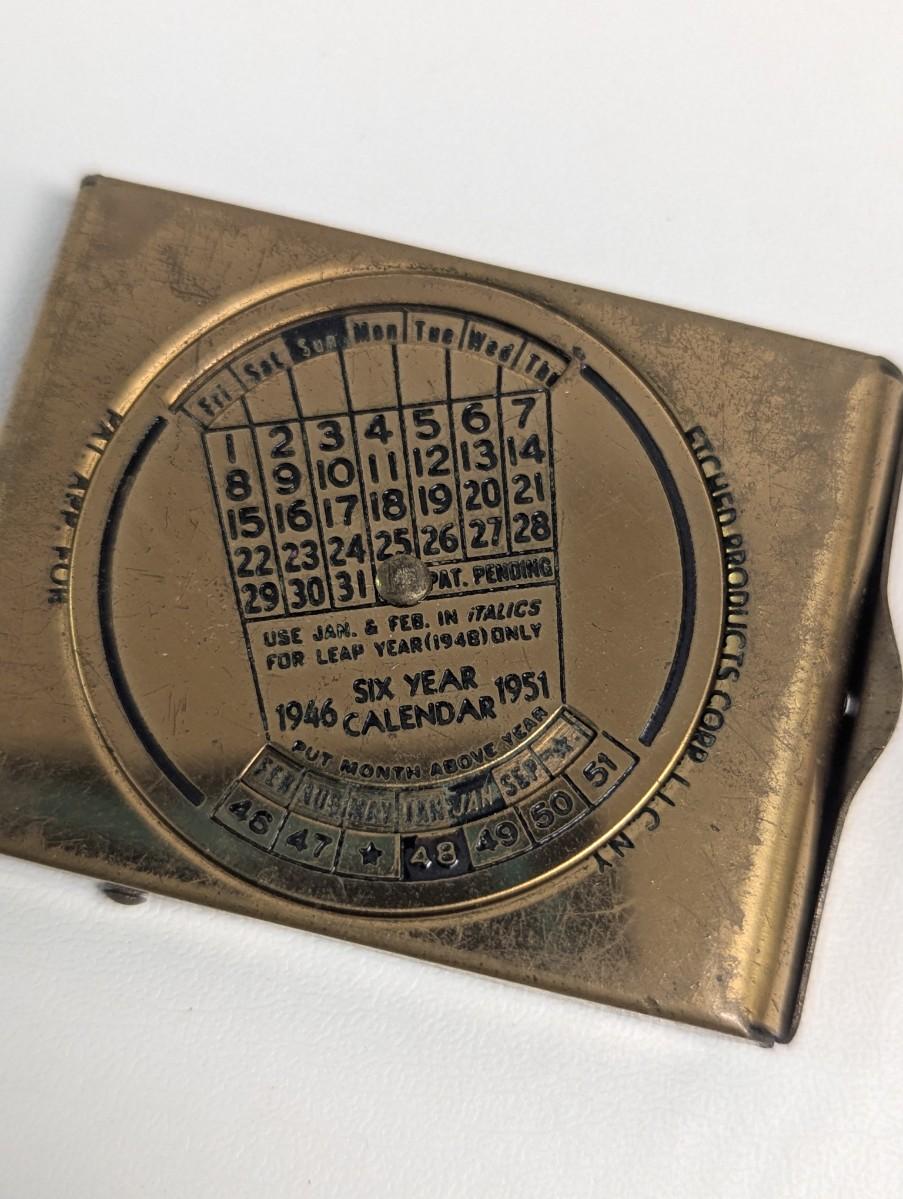 PAT. APP. FOR
ETCHED PRODUCTS CORP. L.I.C. NY
Fri Sat Sun Mon Tue Wed Thr
1 2 3 4 5 6 7
8 9 10 11 12 13 14
15 16 17 18 19 20 21
22 23 24 25 26 27 28
29 30 31 PAT. PENDING
USE JAN. & FEB. IN ITALICS
FOR LEAP YEAR (1948) ONLY
1946 SIX YEAR CALENDAR 1951
PUT MONTH ABOVE YEAR
FEB AUG MAY JAN JAN SEP
46 47 ★ 48 49 50 51